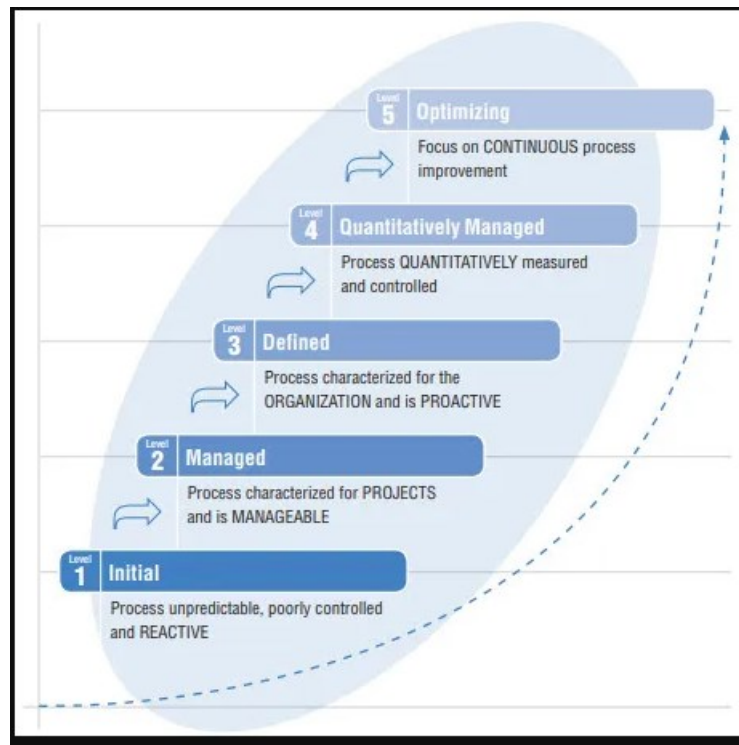 Level
5 Optimizing
Focus on CONTINUOUS process
improvement
Level
4 Quantitatively Managed
Process QUANTITATIVELY measured
and controlled
Level
3 Defined
Process characterized for the
ORGANIZATION and is PROACTIVE
Level
2 Managed
Process characterized for PROJECTS
and is MANAGEABLE
Level
1 Initial
Process unpredictable, poorly controlled
and REACTIVE